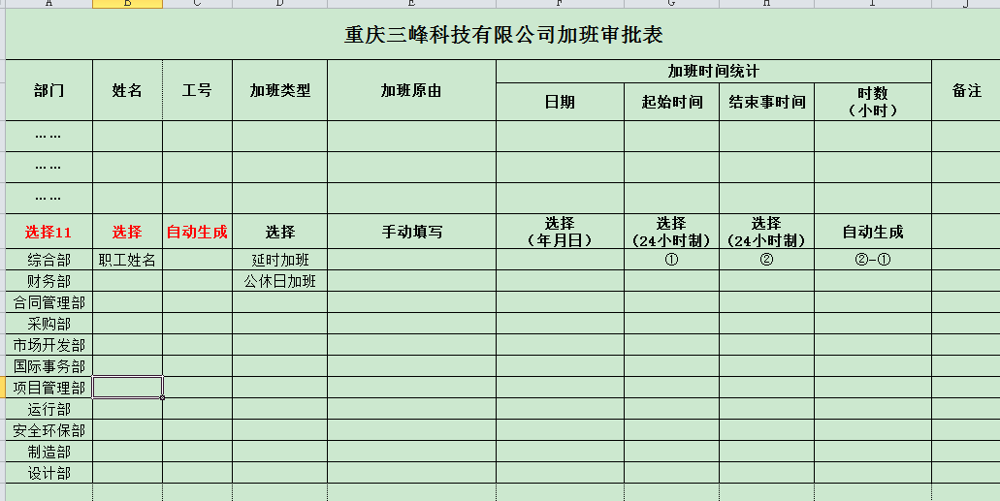 A B C D E F G H I J
重庆三峰科技有限公司加班审批表
部门 姓名 工号 加班类型 加班原由 加班时间统计 备注
日期 起始时间 结束事时间 时数
（小时）
……
……
……
选择11 选择 自动生成 选择 手动填写 选择 选择 选择 自动生成
（年月日） (24小时制) (24小时制)
综合部 职工姓名 延时加班 ① ② ②-①
财务部 公休日加班
合同管理部
采购部
市场开发部
国际事务部
项目管理部
运行部
安全环保部
制造部
设计部